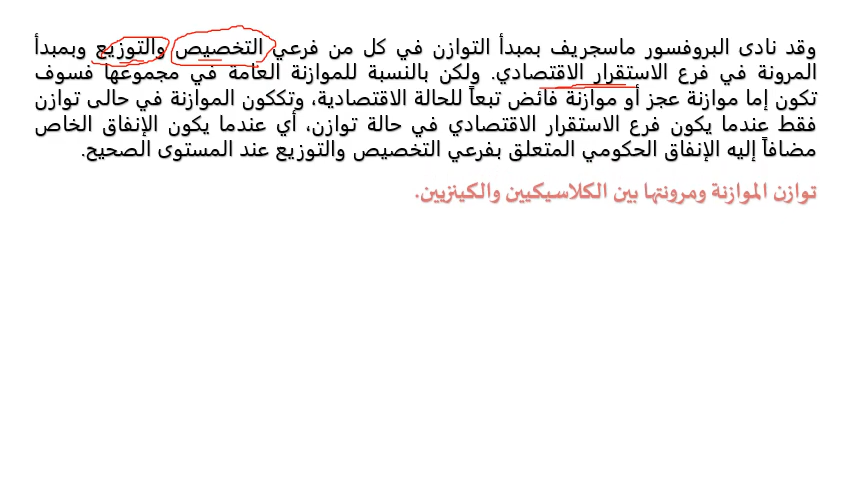 وقد نادى البروفسور ماسجريف بمبدأ التوازن في كل من فرعي التخصيص والتوزيع وبمبدأ
المرونة في فرع الاستقرار الاقتصادي. ولكن بالنسبة للموازنة العامة في مجموعها فسوف
تكون إما موازنة عجز أو موازنة فائض تبعاً للحالة الاقتصادية، وتككون الموازنة في حالى توازن
فقط عندما يكون فرع الاستقرار الاقتصادي في حالة توازن، أي عندما يكون الإنفاق الخاص
مضافاً إليه الإنفاق الحكومي المتعلق بفرعي التخصيص والتوزيع عند المستوى الصحيح.
توازن الموازنة ومرونتها بين الكلاسيكيين والكينزيين.